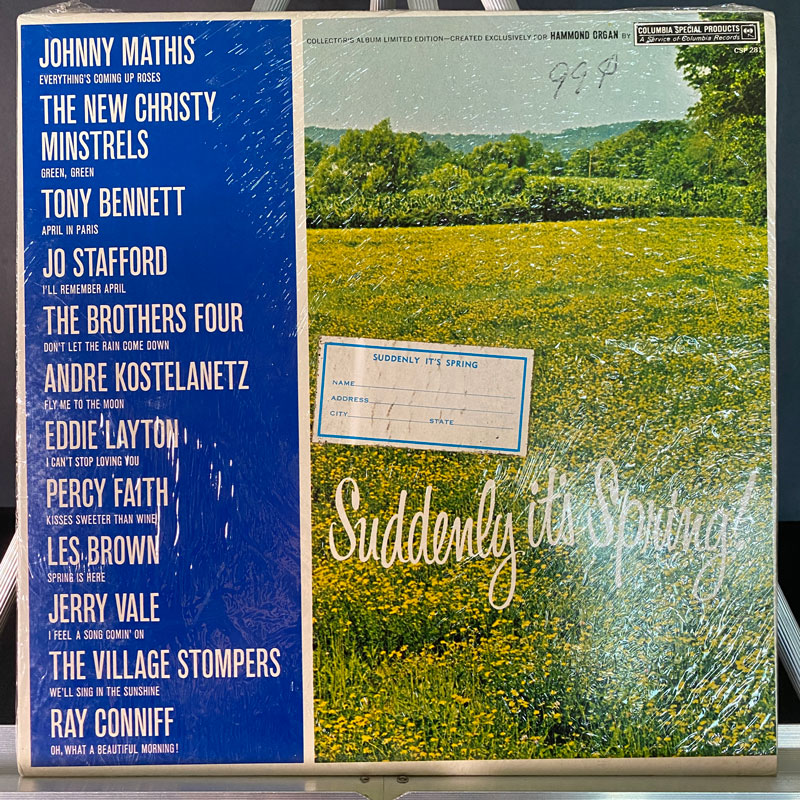 JOHNNY MATHIS
EVERYTHING'S COMING UP ROSES
THE NEW CHRISTY
MINSTRELS
GREEN, GREEN
TONY BENNETT
APRIL IN PARIS
JO STAFFORD
I'LL REMEMBER APRIL
THE BROTHERS FOUR
DON'T LET THE RAIN COME DOWN
ANDRE KOSTELANETZ
FLY ME TO THE MOON
EDDIE LAYTON
I CAN'T STOP LOVING YOU
PERCY FAITH
KISSES SWEETER THAN WINE
LES BROWN
SPRING IS HERE
JERRY VALE
I FEEL A SONG COMIN' ON
THE VILLAGE STOMPERS
WE'LL SING IN THE SUNSHINE
RAY CONNIFF
OH, WHAT A BEAUTIFUL MORNING!
COLLECTOR'S ALBUM LIMITED EDITION—CREATED EXCLUSIVELY FOR HAMMOND ORGAN BY
COLUMBIA SPECIAL PRODUCTS
A Service of Columbia Records
CSP 281
99¢
SUDDENLY IT'S SPRING
NAME
ADDRESS
CITY STATE
Suddenly it's Spring!